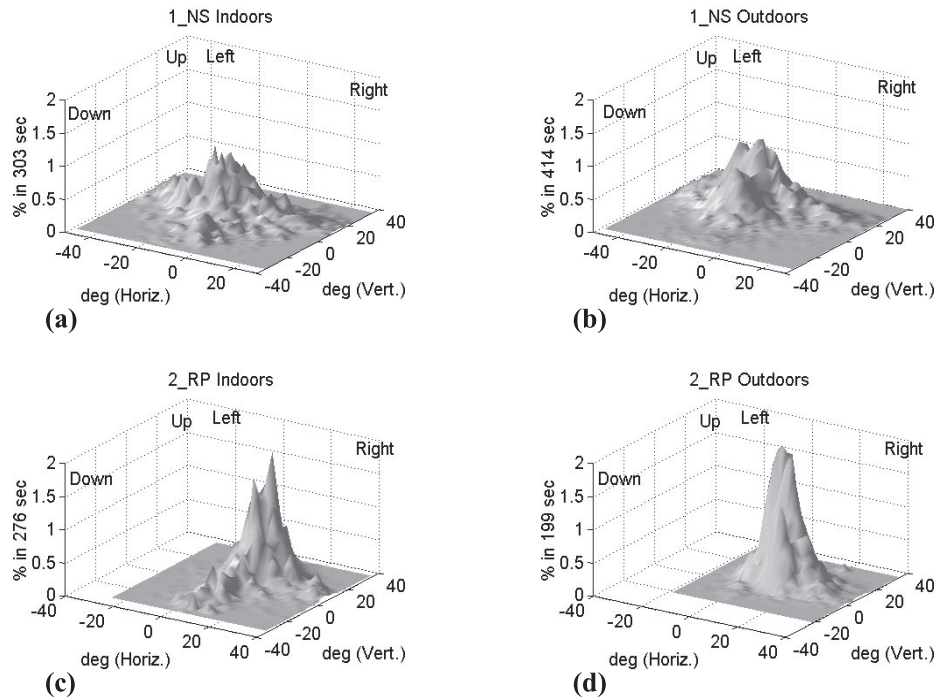 1_NS Indoors
Up Left
Right
Down
% in 303 sec
2
1.5
1
0.5
0
-40
-20
0
20
deg (Horiz.)
-40
-20
0
20
40
deg (Vert.)
(a)
1_NS Outdoors
Up Left
Right
Down
% in 414 sec
2
1.5
1
0.5
0
-40
-20
0
20
deg (Horiz.)
-40
-20
0
20
40
deg (Vert.)
(b)
2_RP Indoors
Up Left
Right
Down
% in 276 sec
2
1.5
1
0.5
0
-40
-20
0
20
40
deg (Horiz.)
-40
-20
0
20
40
deg (Vert.)
(c)
2_RP Outdoors
Up Left
Right
Down
% in 199 sec
2
1.5
1
0.5
0
-40
-20
0
20
40
deg (Horiz.)
-40
-20
0
20
40
deg (Vert.)
(d)